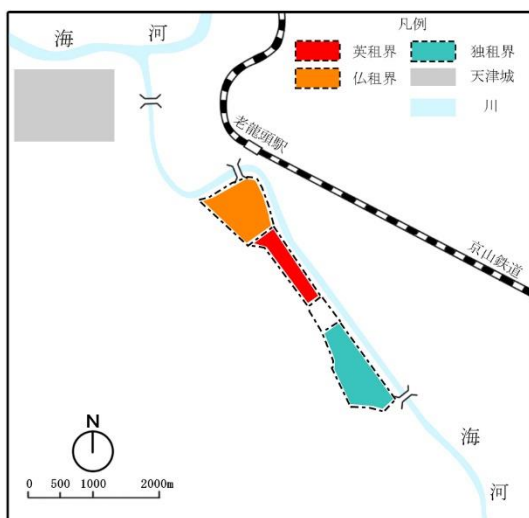 海 河
凡例
英租界
独租界
仏租界
天津城
川
老龍頭駅
京山鉄道
N
0 500 1000 2000m
海
河